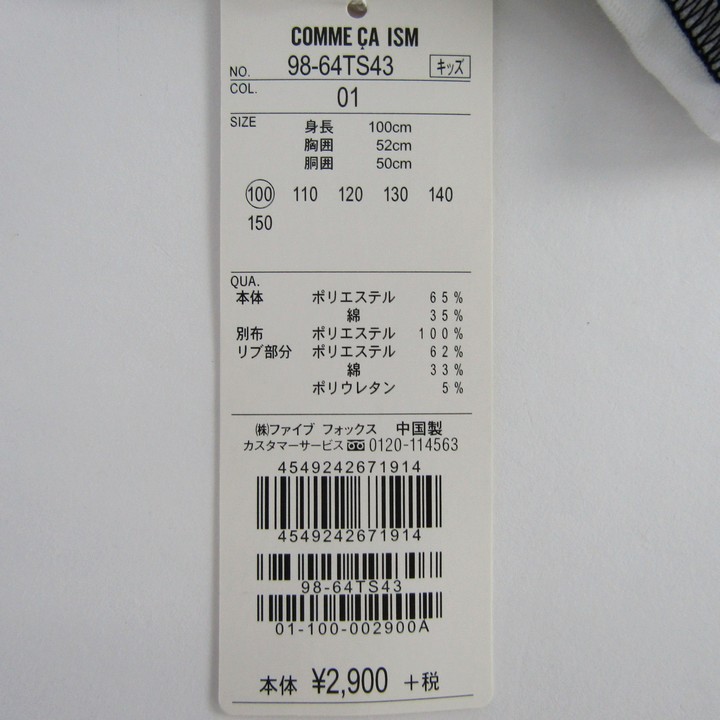 COMME ÇA ISM
NO. 98-64TS43 キッズ
COL. 01
SIZE 身長 100cm
胸囲 52cm
胴囲 50cm
100 110 120 130 140
150
QUA.
本体 ポリエステル 65%
綿 35%
別布 ポリエステル 100%
リブ部分 ポリエステル 62%
綿 33%
ポリウレタン 5%
㈱ファイブ フォックス 中国製
カスタマーサービス 0120-114563
4549242671914
4549242671914
98-64TS43
01-100-002900A
本体 ¥2,900 +税